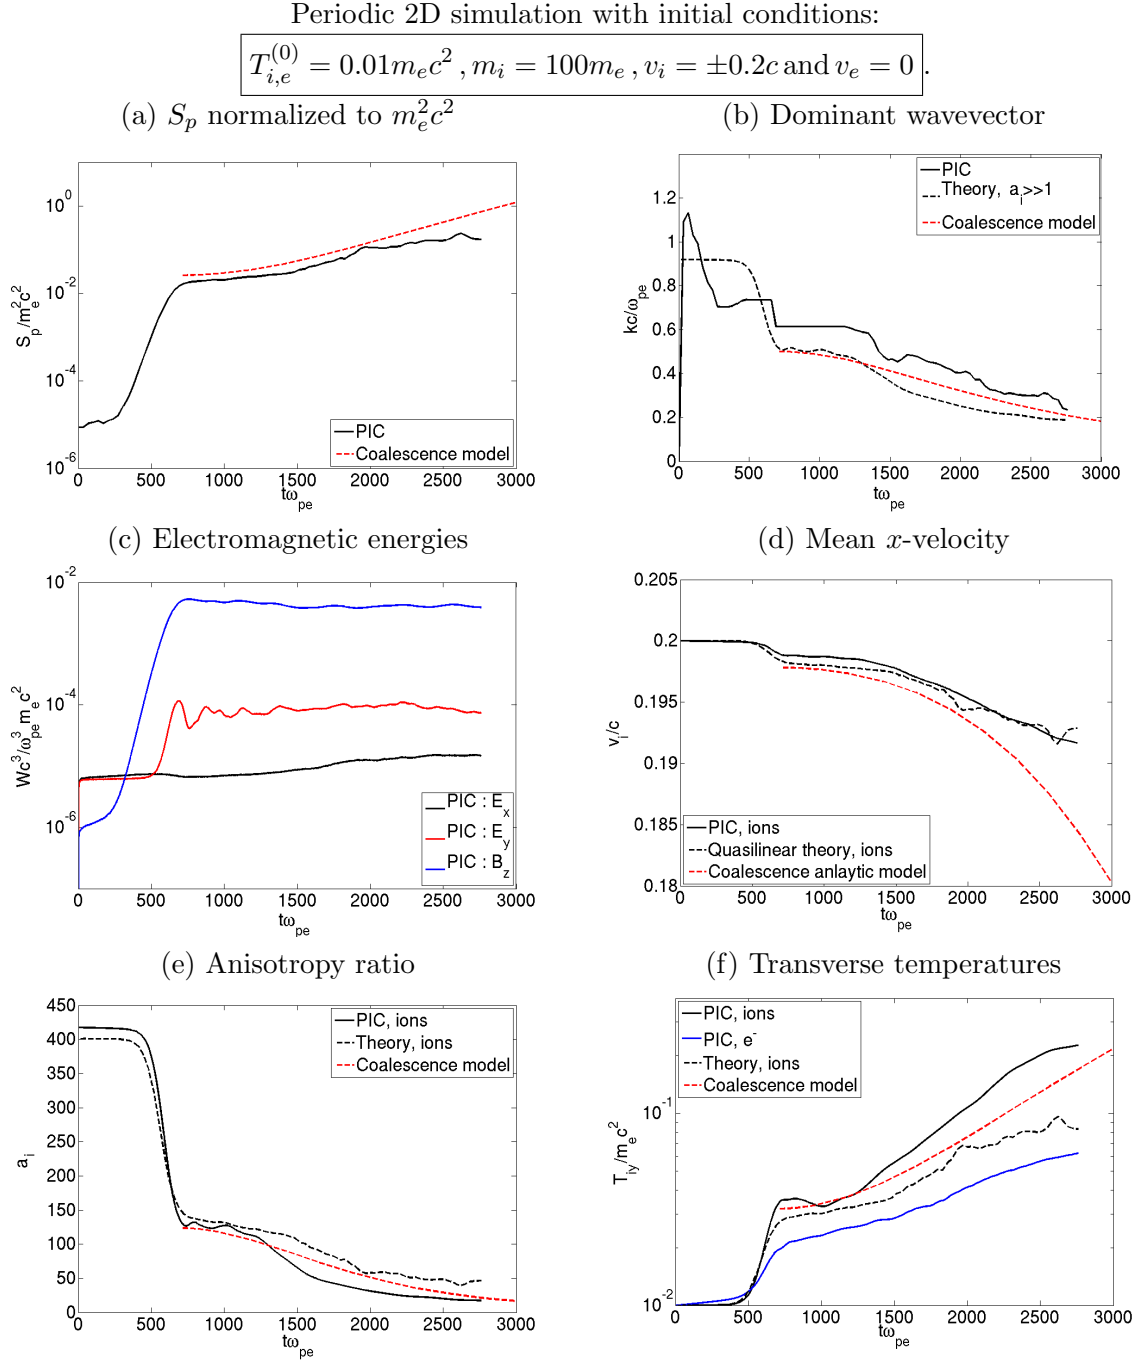 Periodic 2D simulation with initial conditions:
T_{i,e}^{(0)} = 0.01m_ec^2 , m_i = 100m_e , v_i = ±0.2c and v_e = 0 .
(a) S_p normalized to m_e^2c^2
(b) Dominant wavevector
10^0
10^-2
10^-4
10^-6
S_p/m_e^2c^2
PIC
Coalescence model
0 500 1000 1500 2000 2500 3000
tω_pe
1.2
1
0.8
0.6
0.4
0.2
0
kc/ω_pe
PIC
Theory, a_i>>1
Coalescence model
0 500 1000 1500 2000 2500 3000
tω_pe
(c) Electromagnetic energies
(d) Mean x-velocity
10^-2
10^-4
10^-6
Wc^3/ω_pe^3 m_e c^2
PIC : E_x
PIC : E_y
PIC : B_z
0 500 1000 1500 2000 2500 3000
tω_pe
0.205
0.2
0.195
0.19
0.185
0.18
v_i/c
PIC, ions
Quasilinear theory, ions
Coalescence anlaytic model
0 500 1000 1500 2000 2500 3000
tω_pe
(e) Anisotropy ratio
(f) Transverse temperatures
450
400
350
300
250
200
150
100
50
0
a_i
PIC, ions
Theory, ions
Coalescence model
0 500 1000 1500 2000 2500 3000
tω_pe
10^-1
10^-2
T_iy/m_e c^2
PIC, ions
PIC, e^-
Theory, ions
Coalescence model
0 500 1000 1500 2000 2500 3000
tω_pe